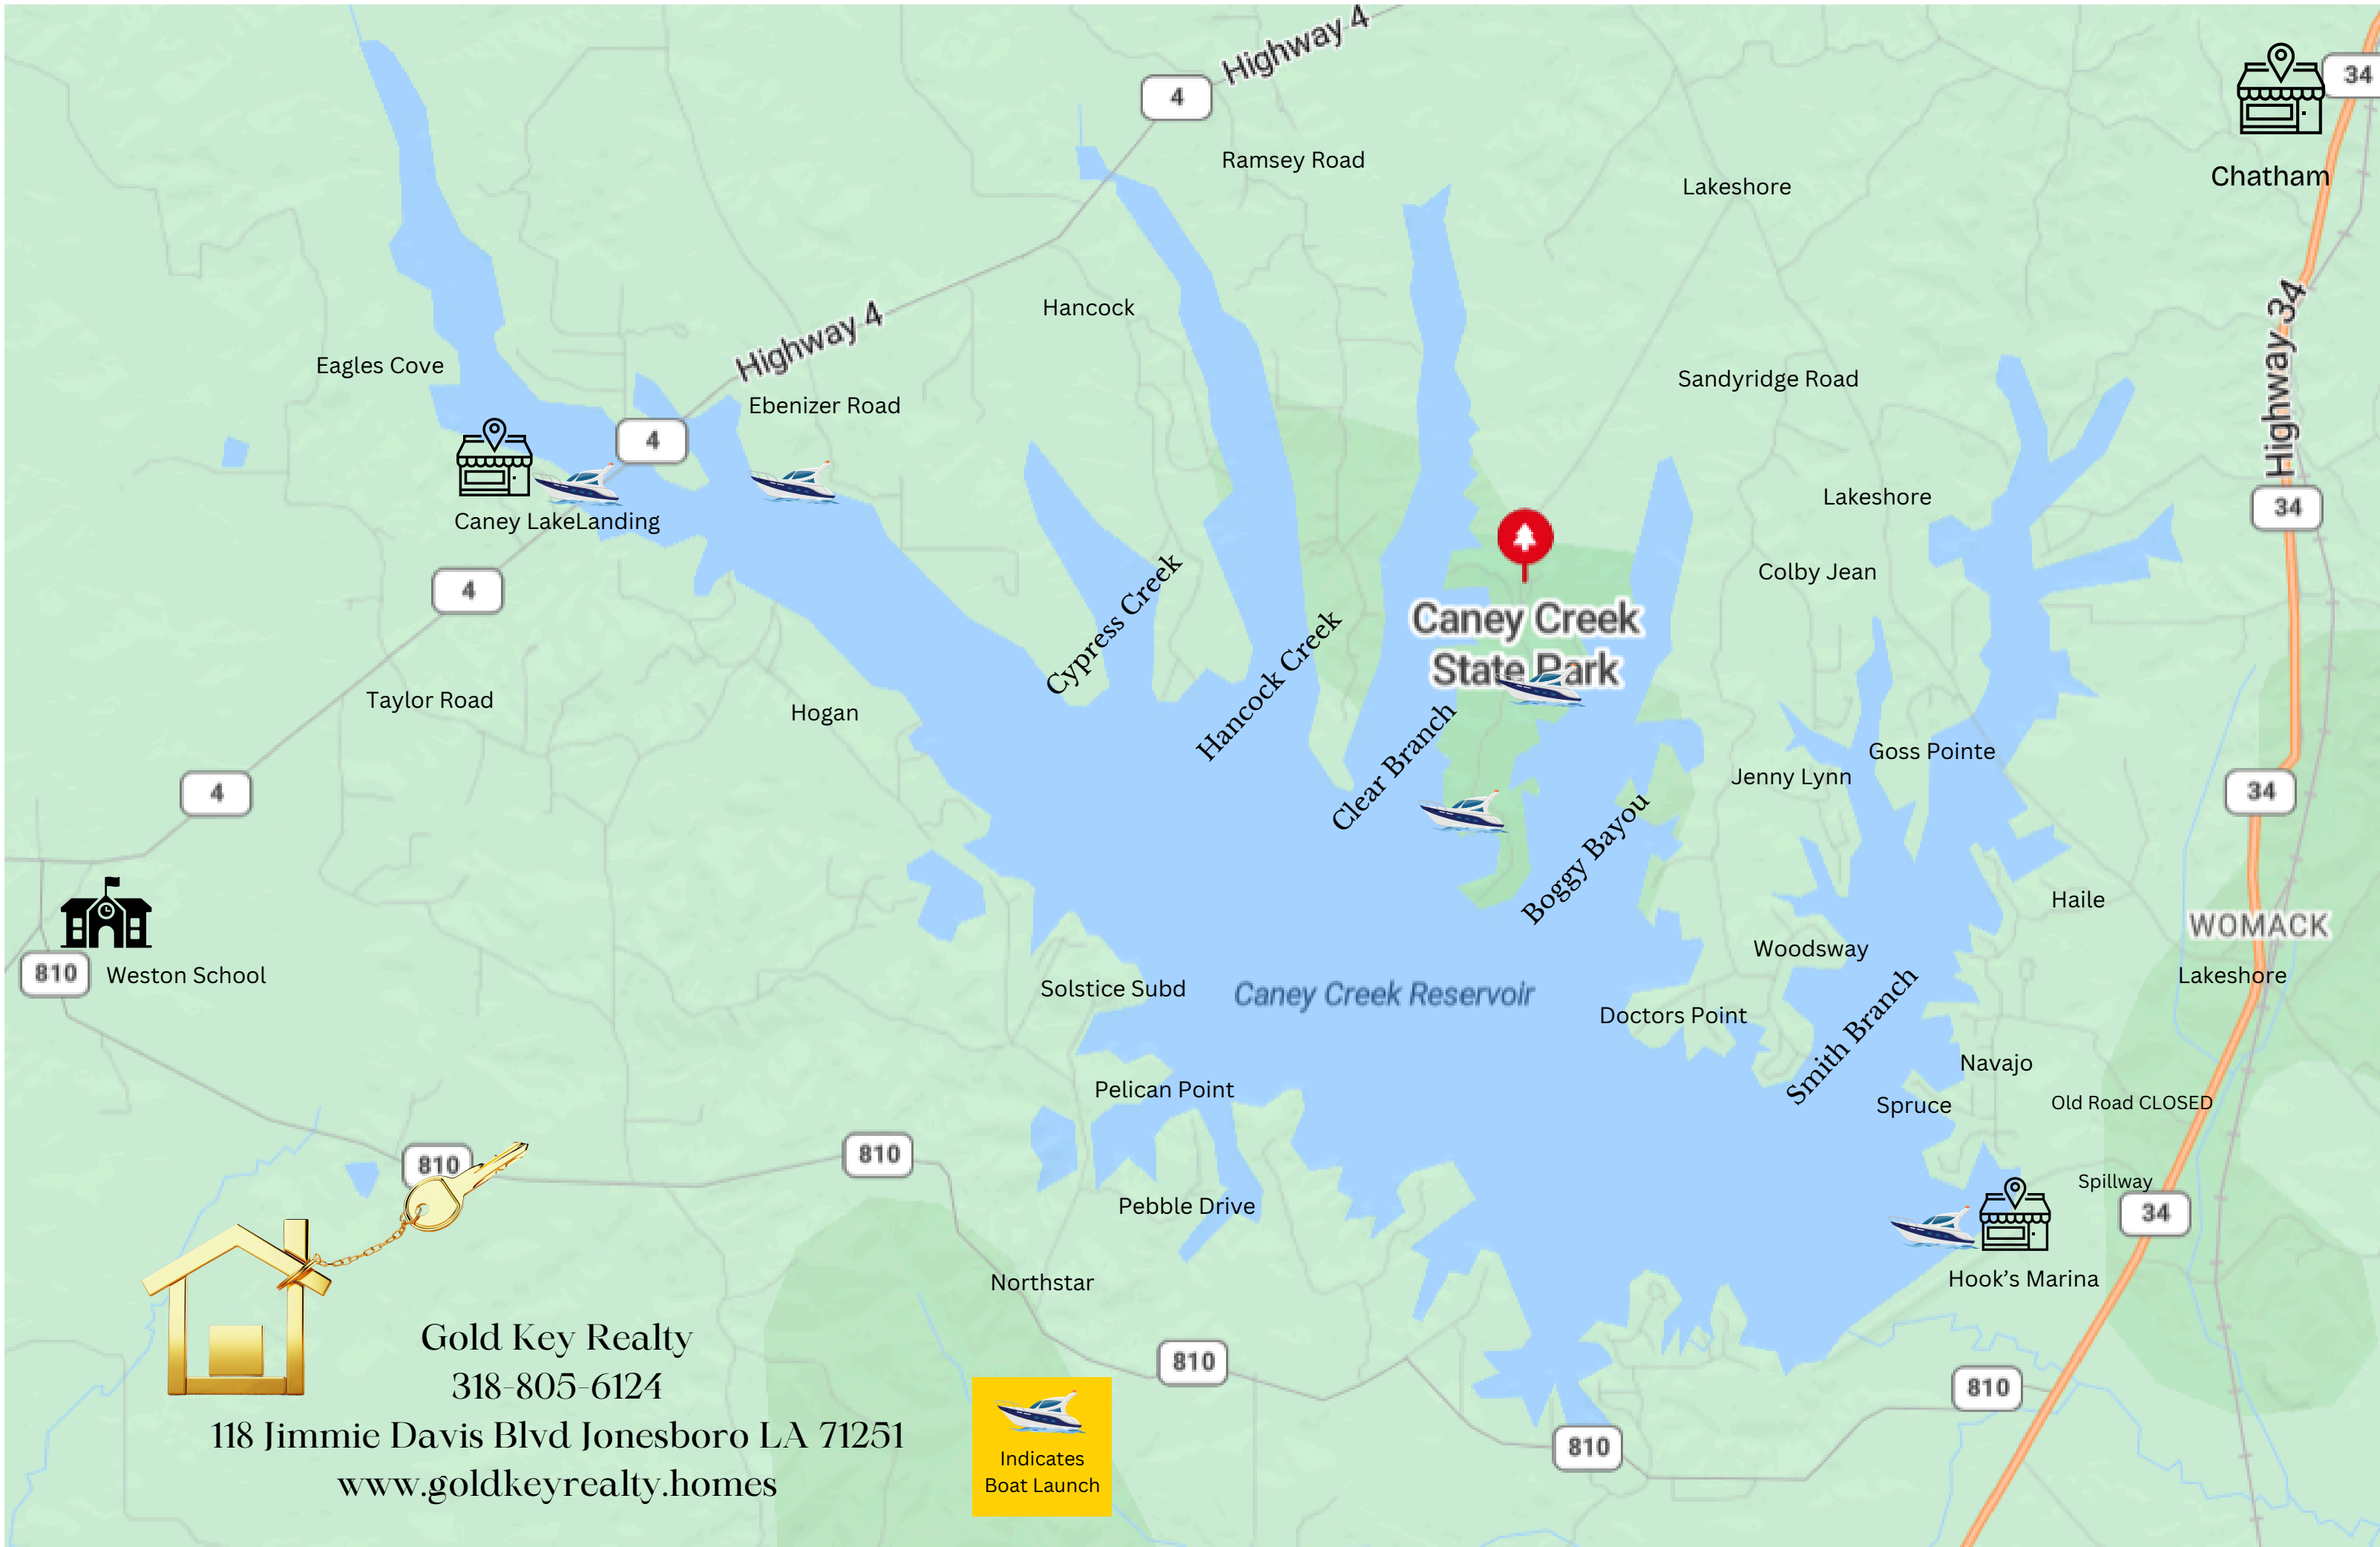 Highway 4
4
34
Ramsey Road
Chatham
Lakeshore
Highway 34
Hancock
Highway 4
Eagles Cove
Sandyridge Road
Ebenizer Road
4
Lakeshore
34
Caney LakeLanding
Colby Jean
4
Cypress Creek
Caney Creek
State Park
Hancock Creek
Taylor Road
Hogan
Clear Branch
Goss Pointe
Jenny Lynn
4
34
Boggy Bayou
Haile
WOMACK
Woodsway
810
Weston School
Lakeshore
Solstice Subd
Caney Creek Reservoir
Doctors Point
Smith Branch
Navajo
Pelican Point
Spruce
Old Road CLOSED
810
810
Spillway
Pebble Drive
34
Northstar
Hook's Marina
Gold Key Realty
318-805-6124
118 Jimmie Davis Blvd Jonesboro LA 71251
www.goldkeyrealty.homes
810
810
810
Indicates
Boat Launch